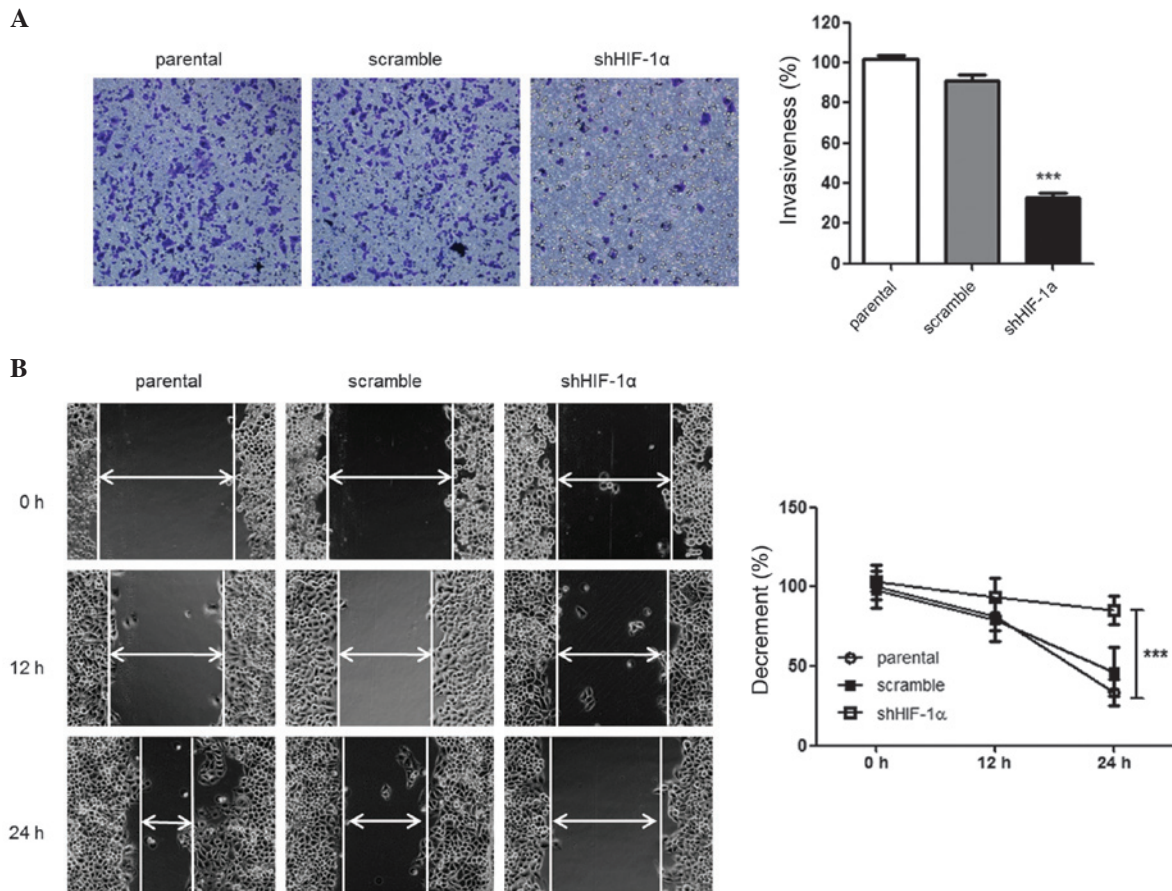 A
parental
scramble
shHIF-1α
Invasiveness (%)
120
100
80
60
40
20
0
***
parental
scramble
shHIF-1a
B
parental
scramble
shHIF-1α
0 h
12 h
24 h
Decrement (%)
150
100
50
0
parental
scramble
shHIF-1α
***
0 h
12 h
24 h